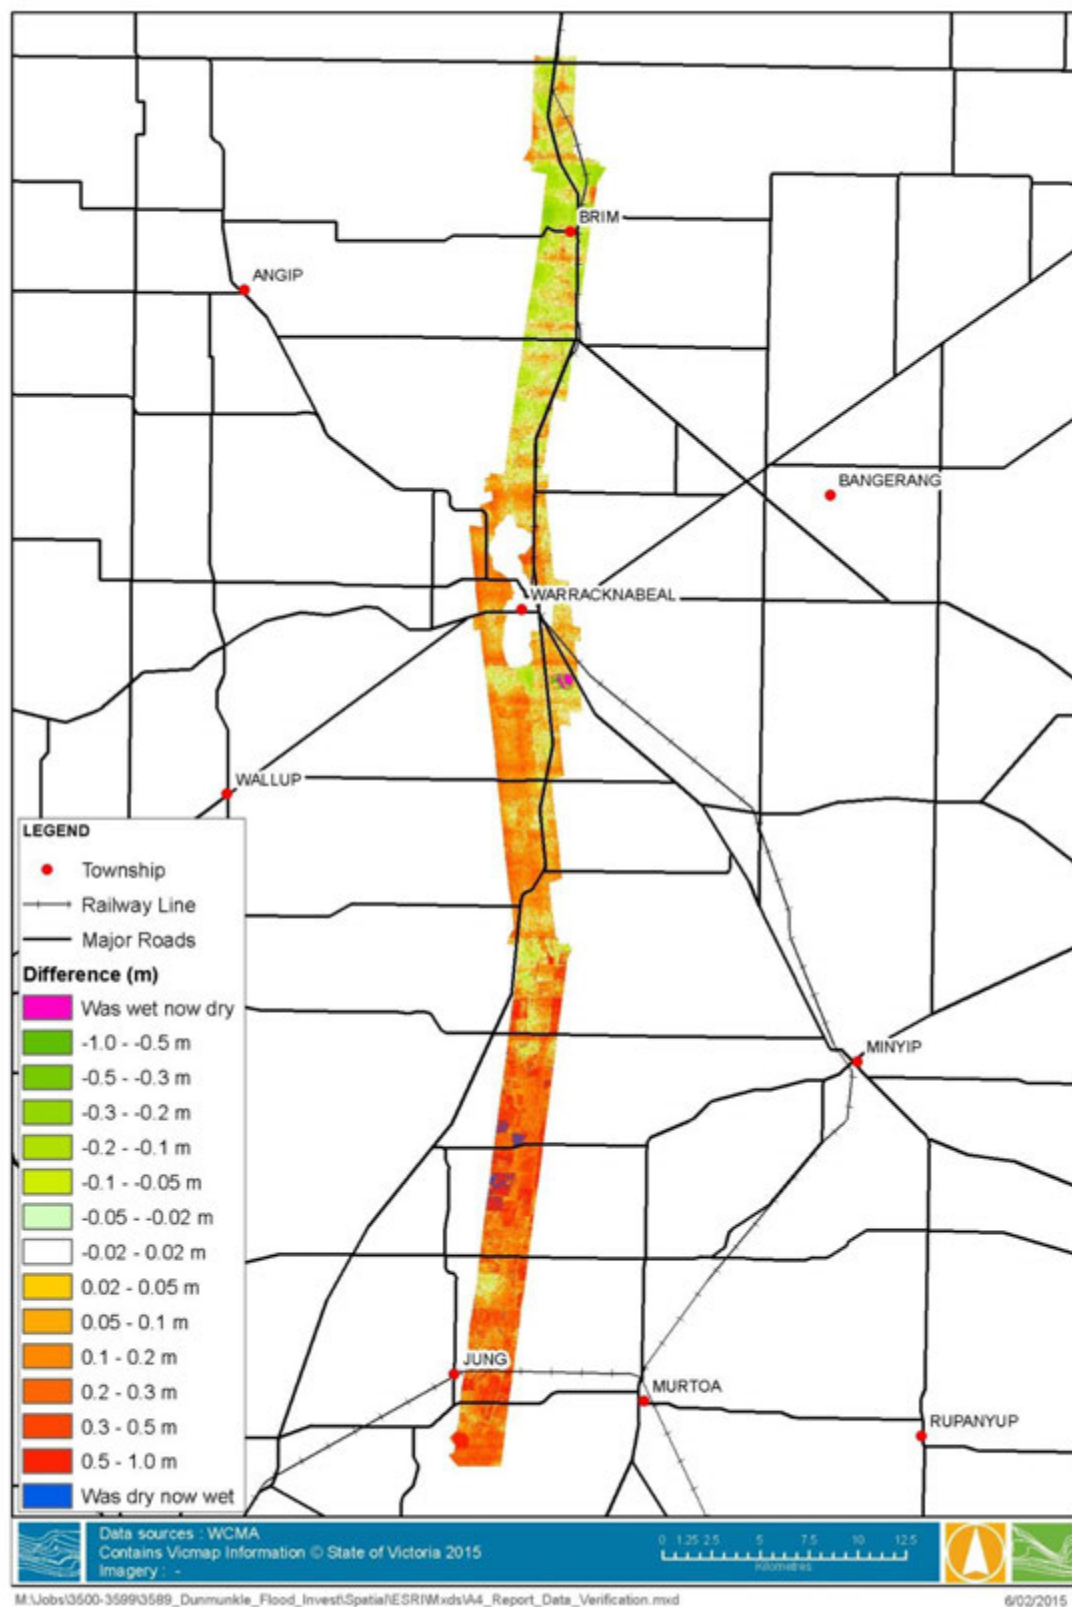 BRIM
ANGIP
BANGERANG
WARRACKNABEAL
WALLUP
MINYIP
JUNG
MURTOA
RUPANYUP
LEGEND
Township
Railway Line
Major Roads
Difference (m)
Was wet now dry
-1.0 - -0.5 m
-0.5 - -0.3 m
-0.3 - -0.2 m
-0.2 - -0.1 m
-0.1 - -0.05 m
-0.05 - -0.02 m
-0.02 - 0.02 m
0.02 - 0.05 m
0.05 - 0.1 m
0.1 - 0.2 m
0.2 - 0.3 m
0.3 - 0.5 m
0.5 - 1.0 m
Was dry now wet
Data sources : WCMA
Contains Vicmap Information © State of Victoria 2015
Imagery : -
0 1.25 2.5 5 7.5 10 12.5
Kilometres
M:\Jobs\3500-3599\3589_Dunmunkle_Flood_Invest\Spatial\ESRI\Mxds\A4_Report_Data_Verification.mxd
6/02/2015